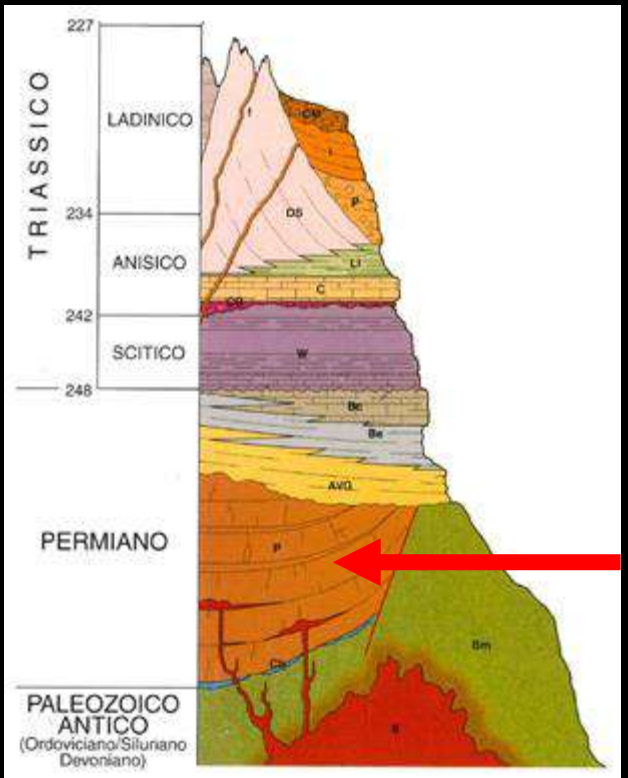 227
TRIASSICO
LADINICO
234
ANISICO
242
SCITICO
248
PERMIANO
PALEOZOICO
ANTICO
(Ordoviciano/Siluriano
Devoniano)
t
i
P
DS
LI
C
W
Bc
Be
AVG
P
Bm